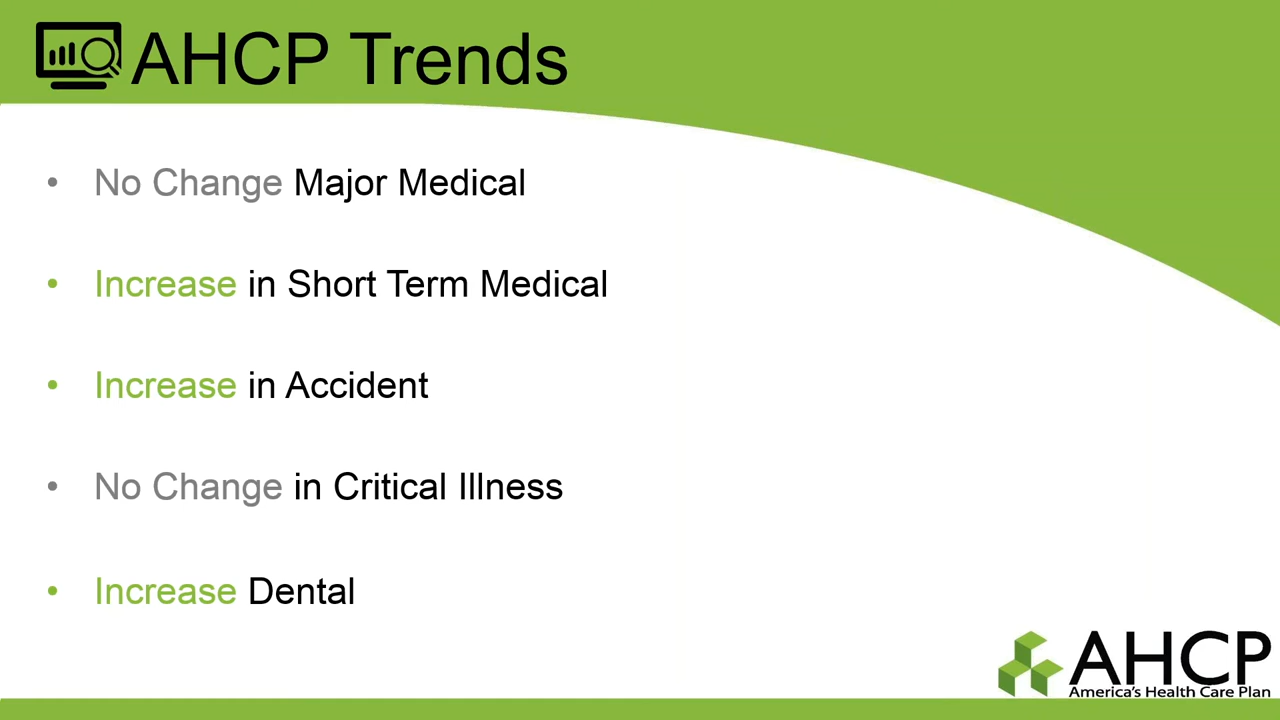 AHCP Trends
• No Change Major Medical
• Increase in Short Term Medical
• Increase in Accident
• No Change in Critical Illness
• Increase Dental
AHCP
America's Health Care Plan